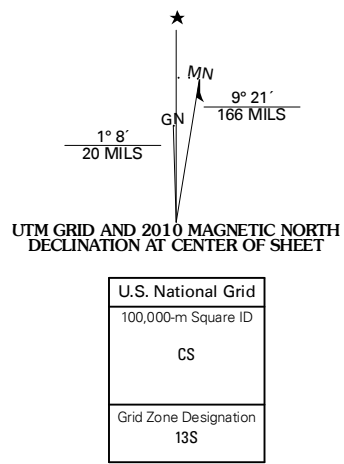 ★
MN
9° 21´
166 MILS
GN
1° 8´
20 MILS
UTM GRID AND 2010 MAGNETIC NORTH
DECLINATION AT CENTER OF SHEET
U.S. National Grid
100,000-m Square ID
CS
Grid Zone Designation
13S